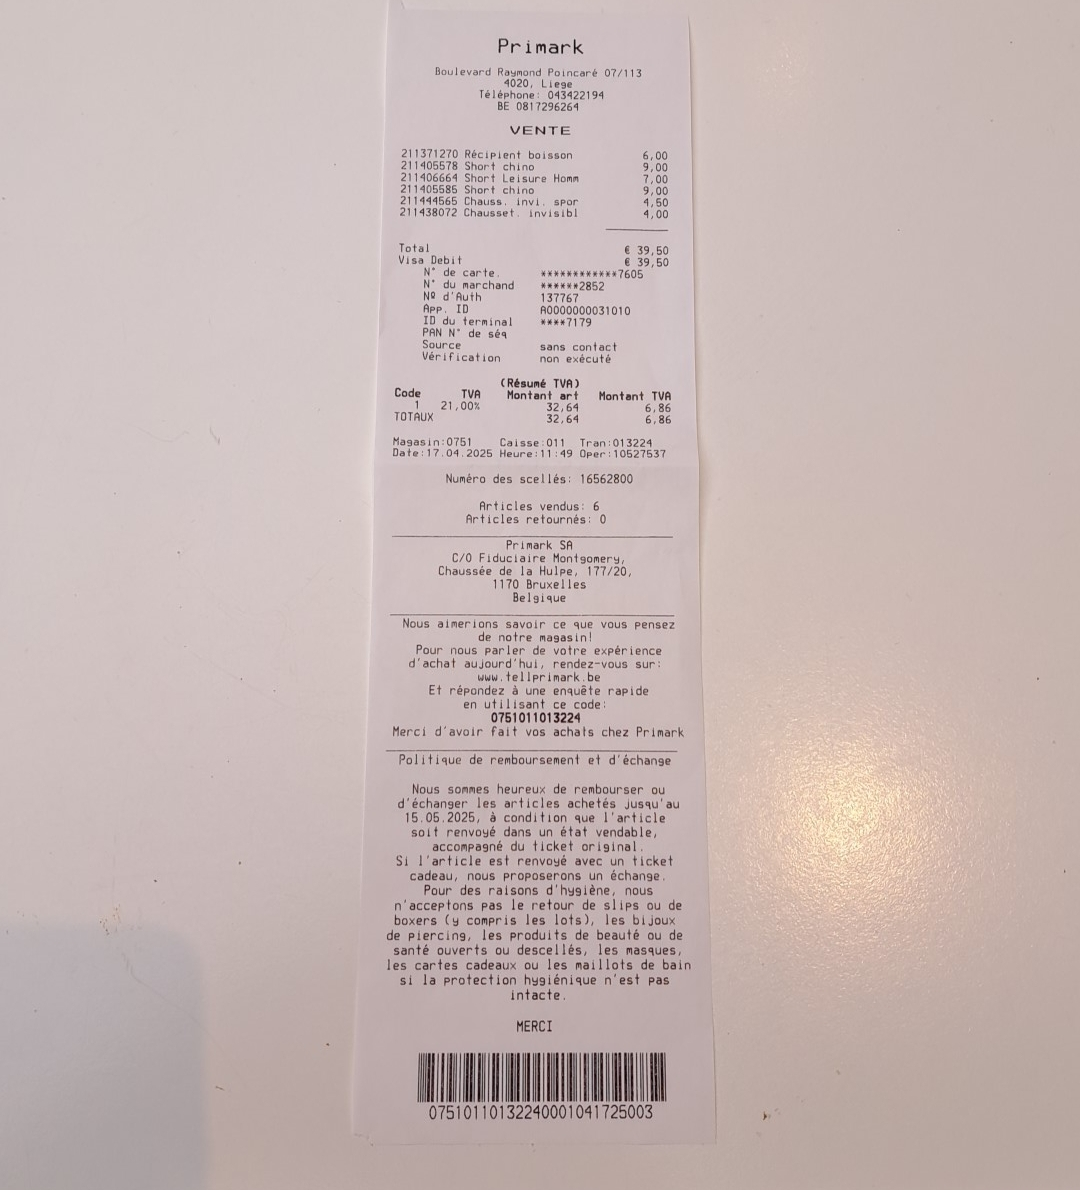 Primark
Boulevard Raymond Poincaré 07/113
4020, Liege
Téléphone: 043422194
BE 0817296264
VENTE
211371270 Récipient boisson 6,00
211405578 Short chino 9,00
211406664 Short Leisure Homm 7,00
211405585 Short chino 9,00
211444565 Chauss. invi. spor 4,50
211438072 Chausset. invisibl 4,00
Total € 39,50
Visa Debit € 39,50
N° de carte. ************7605
N° du marchand ******2852
Nº d'Auth 137767
App. ID A0000000031010
ID du terminal ****7179
PAN N° de séq
Source sans contact
Vérification non exécuté
(Résumé TVA)
Code TVA Montant art Montant TVA
1 21,00% 32,64 6,86
TOTAUX 32,64 6,86
Magasin:0751 Caisse:011 Tran:013224
Date:17.04.2025 Heure:11:49 Oper:10527537
Numéro des scellés: 16562800
Articles vendus: 6
Articles retournés: 0
Primark SA
C/O Fiduciaire Montgomery,
Chaussée de la Hulpe, 177/20,
1170 Bruxelles
Belgique
Nous aimerions savoir ce que vous pensez
de notre magasin!
Pour nous parler de votre expérience
d'achat aujourd'hui, rendez-vous sur:
www.tellprimark.be
Et répondez à une enquête rapide
en utilisant ce code:
0751011013224
Merci d'avoir fait vos achats chez Primark
Politique de remboursement et d'échange
Nous sommes heureux de rembourser ou
d'échanger les articles achetés jusqu'au
15.05.2025, à condition que l'article
soit renvoyé dans un état vendable,
accompagné du ticket original.
Si l'article est renvoyé avec un ticket
cadeau, nous proposerons un échange.
Pour des raisons d'hygiène, nous
n'acceptons pas le retour de slips ou de
boxers (y compris les lots), les bijoux
de piercing, les produits de beauté ou de
santé ouverts ou descellés, les masques,
les cartes cadeaux ou les maillots de bain
si la protection hygiénique n'est pas
intacte.
MERCI
07510110132240001041725003